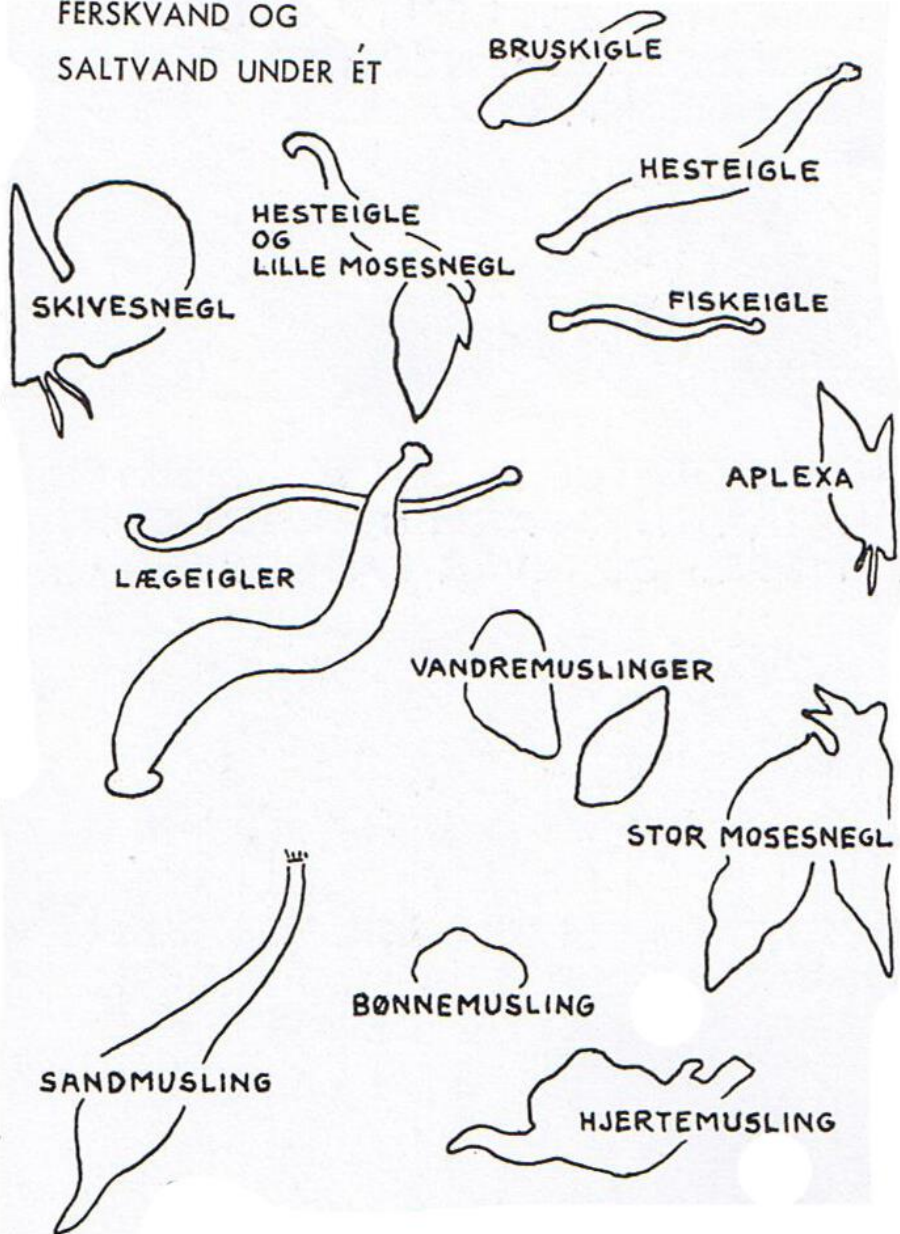 FERSKVAND OG
SALTVAND UNDER ÉT
BRUSKIGLE
HESTEIGLE
HESTEIGLE
OG
LILLE MOSESNEGL
SKIVESNEGL
FISKEIGLE
APLEXA
LÆGEIGLER
VANDREMUSLINGER
STOR MOSESNEGL
BØNNEMUSLING
SANDMUSLING
HJERTEMUSLING